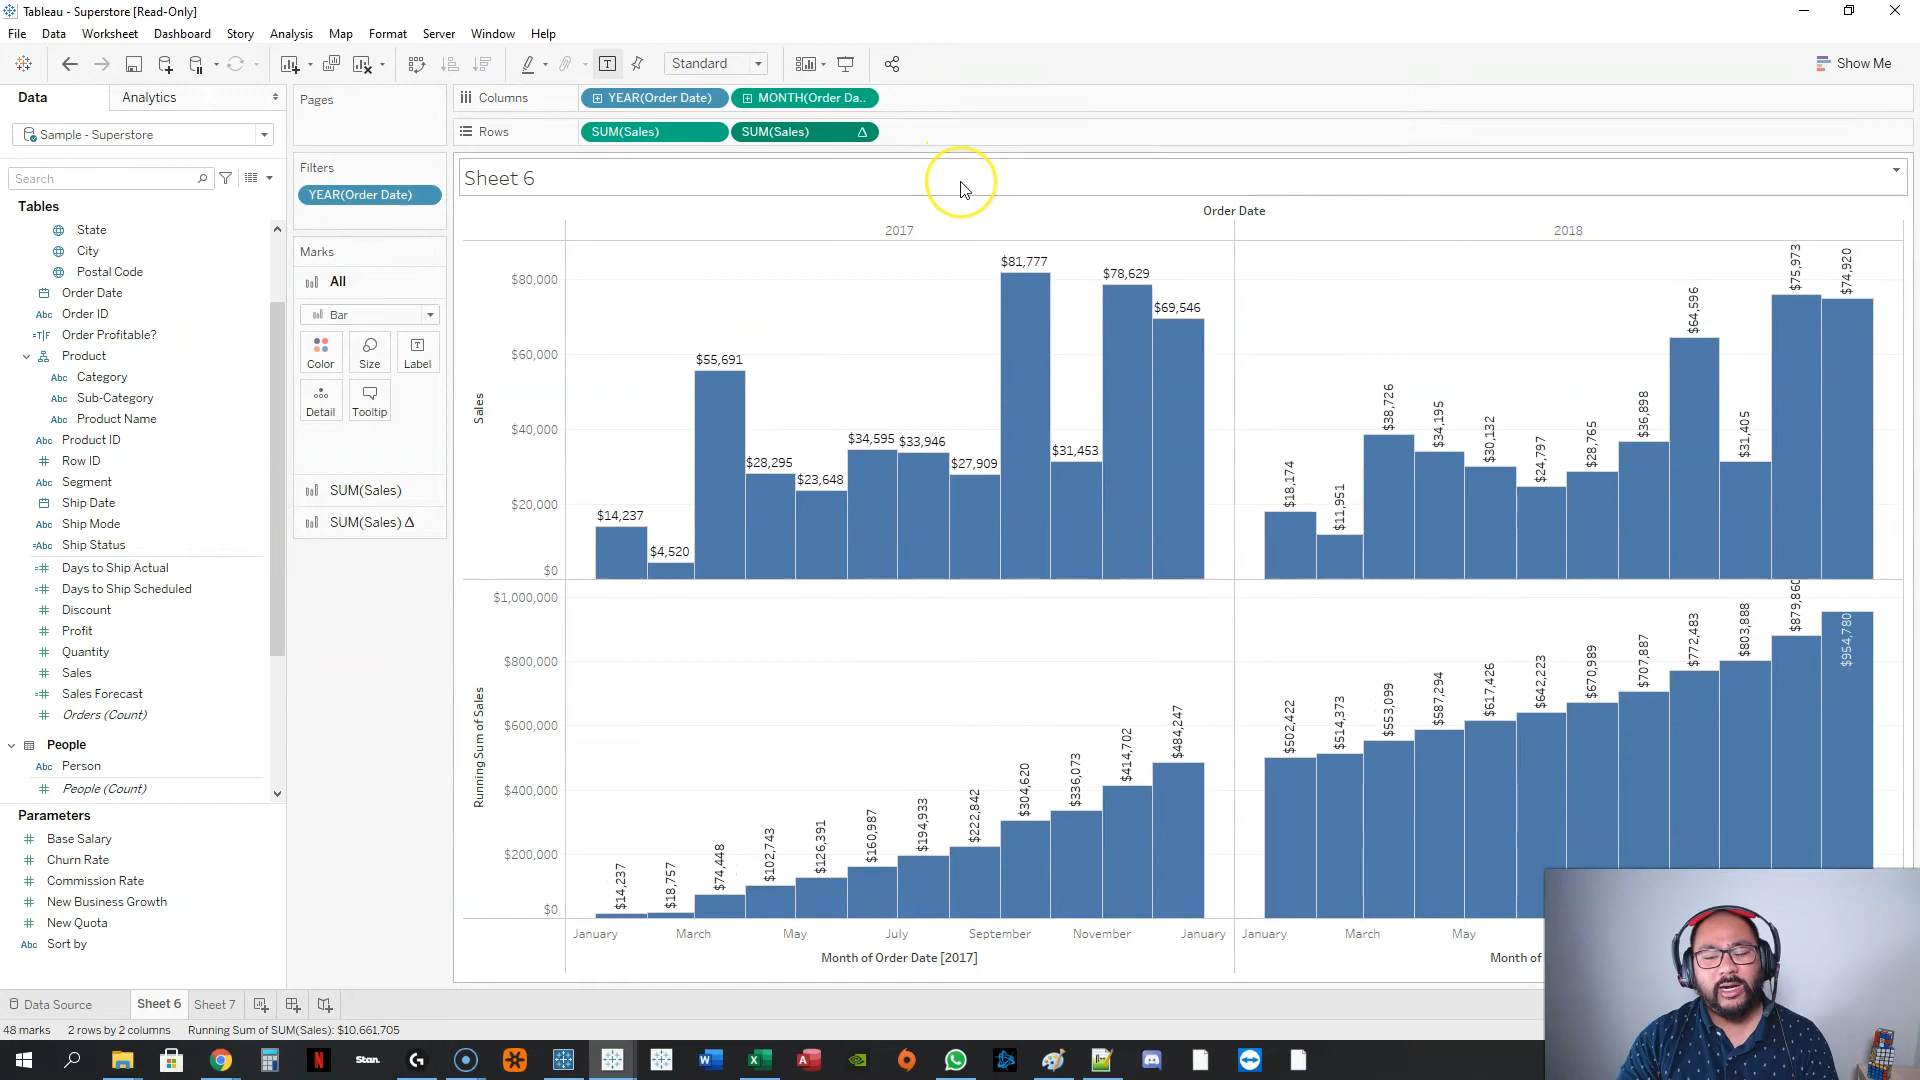 Tableau - Superstore [Read-Only]
File Data Worksheet Dashboard Story Analysis Map Format Server Window Help
Standard
Show Me
Data Analytics
Sample - Superstore
Search
Tables
State
City
Postal Code
Order Date
Abc Order ID
=T|F Order Profitable?
Product
Abc Category
Abc Sub-Category
Abc Product Name
Abc Product ID
# Row ID
Abc Segment
Ship Date
Abc Ship Mode
=Abc Ship Status
=# Days to Ship Actual
=# Days to Ship Scheduled
# Discount
# Profit
# Quantity
# Sales
=# Sales Forecast
# Orders (Count)
People
Abc Person
# People (Count)
Parameters
# Base Salary
# Churn Rate
# Commission Rate
# New Business Growth
# New Quota
Abc Sort by
Pages
Filters
YEAR(Order Date)
Marks
All
Bar
Color Size Label
Detail Tooltip
SUM(Sales)
SUM(Sales) Δ
Columns YEAR(Order Date) MONTH(Order Da..
Rows SUM(Sales) SUM(Sales) Δ
Sheet 6
Order Date
2017 2018
Sales
$80,000
$60,000
$40,000
$20,000
$0
$14,237 $4,520 $55,691 $28,295 $23,648 $34,595 $33,946 $27,909 $81,777 $31,453 $78,629 $69,546
$18,174 $11,951 $38,726 $34,195 $30,132 $24,797 $28,765 $36,898 $64,596 $31,405 $75,973 $74,920
Running Sum of Sales
$1,000,000
$800,000
$600,000
$400,000
$200,000
$0
$14,237 $18,757 $74,448 $102,743 $126,391 $160,987 $194,933 $222,842 $304,620 $336,073 $414,702 $484,247
$502,422 $514,373 $553,099 $587,294 $617,426 $642,223 $670,989 $707,887 $772,483 $803,888 $879,860 $954,780
January March May July September November January January March May
Month of Order Date [2017] Month of
Data Source Sheet 6 Sheet 7
48 marks 2 rows by 2 columns Running Sum of SUM(Sales): $10,661,705
Stan.